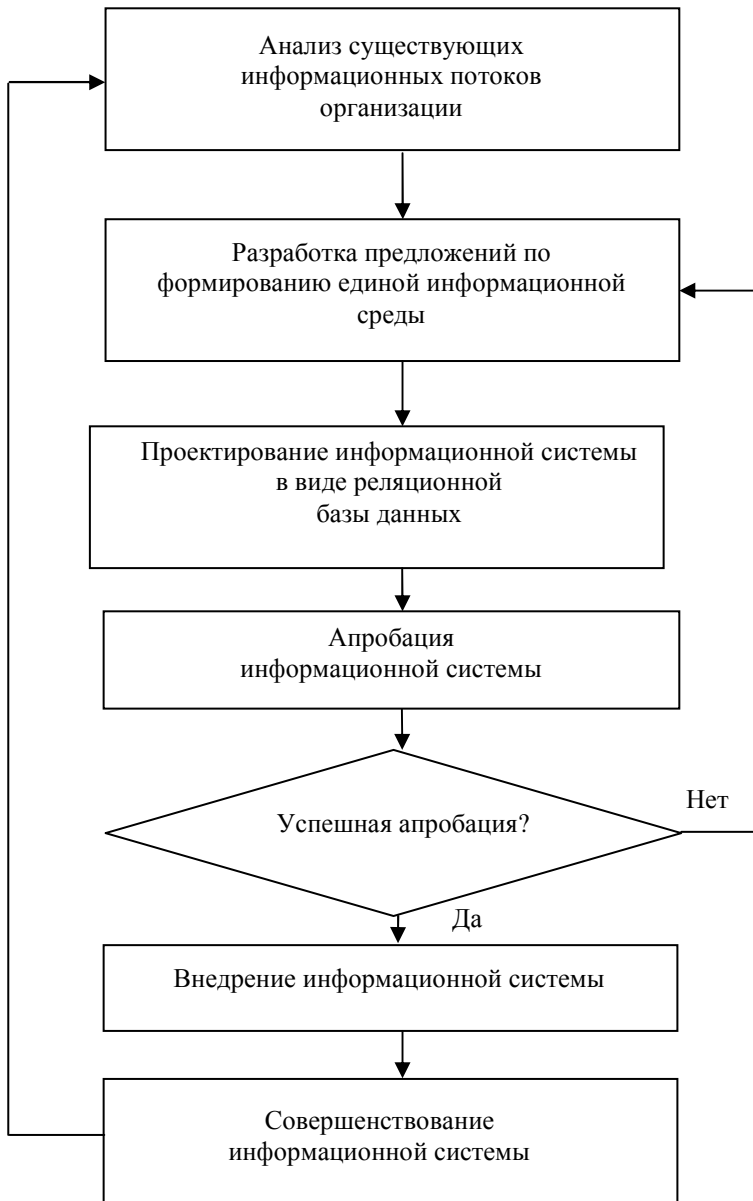 Анализ существующих
информационных потоков
организации
Разработка предложений по
формированию единой информационной
среды
Проектирование информационной системы
в виде реляционной
базы данных
Апробация
информационной системы
Успешная апробация?
Нет
Да
Внедрение информационной системы
Совершенствование
информационной системы